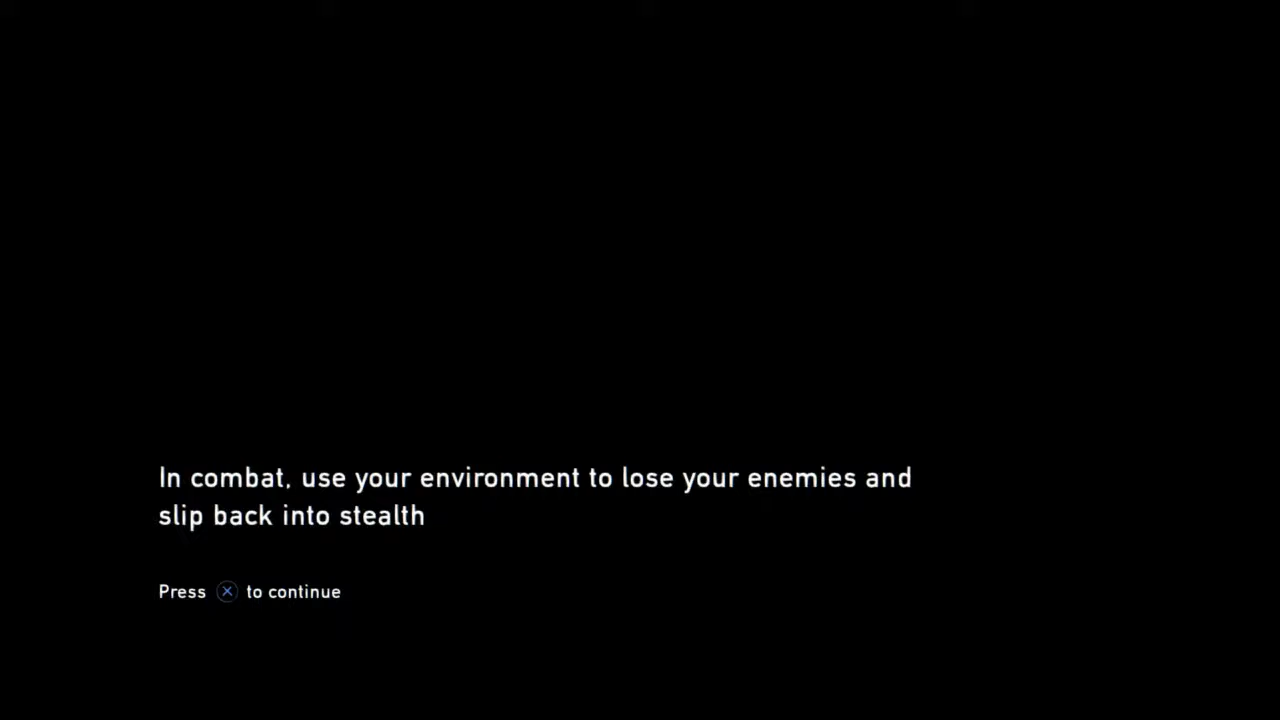 In combat, use your environment to lose your enemies and
slip back into stealth
Press ⓧ to continue